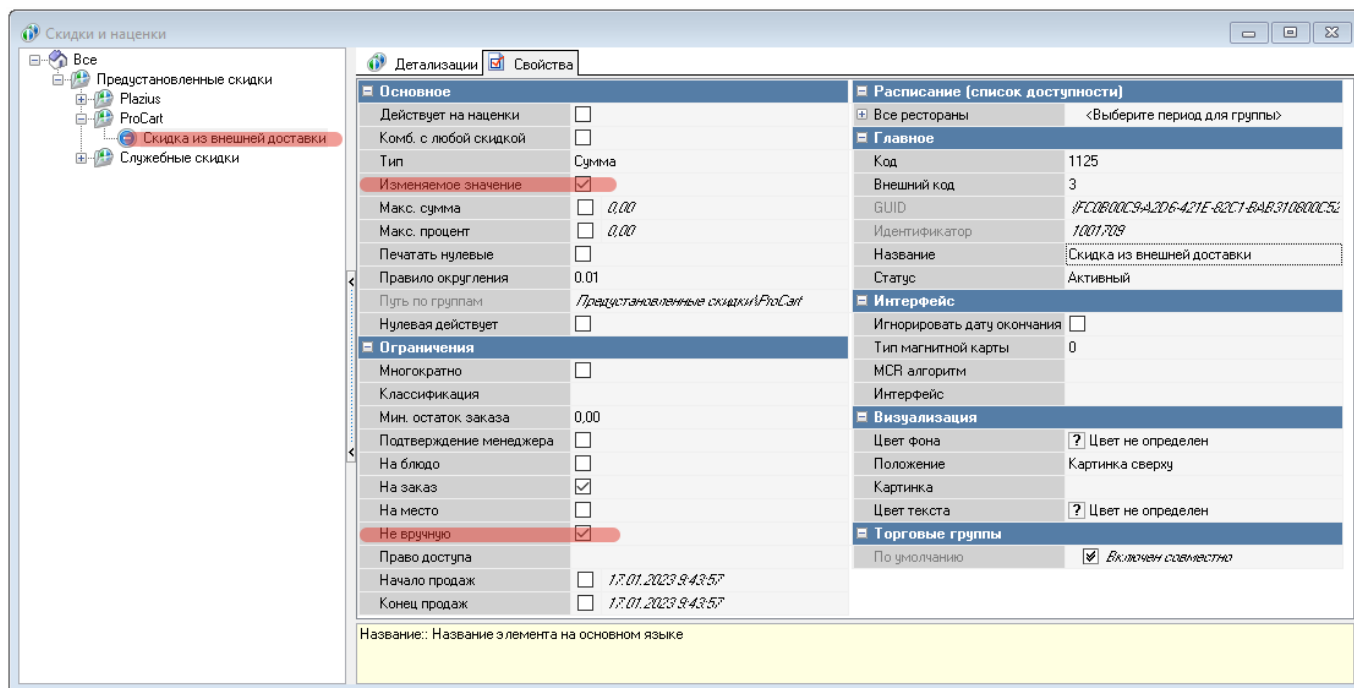 Скидки и наценки
Все
Предустановленные скидки
Plazius
ProCart
Скидка из внешней доставки
Служебные скидки
Детализации Свойства
Основное
Действует на наценки
Комб. с любой скидкой
Тип Сумма
Изменяемое значение
Макс. сумма 0,00
Макс. процент 0,00
Печатать нулевые
Правило округления 0.01
Путь по группам Предустановленные скидки\ProCart
Нулевая действует
Ограничения
Многократно
Классификация
Мин. остаток заказа 0,00
Подтверждение менеджера
На блюдо
На заказ
На место
Не вручную
Право доступа
Начало продаж 17.01.2023 9:43:57
Конец продаж 17.01.2023 9:43:57
Расписание (список доступности)
Все рестораны <Выберите период для группы>
Главное
Код 1125
Внешний код 3
GUID {FC0B00C9-A2D6-421E-82C1-BAB310800C52
Идентификатор 1001709
Название Скидка из внешней доставки
Статус Активный
Интерфейс
Игнорировать дату окончания
Тип магнитной карты 0
MCR алгоритм
Интерфейс
Визуализация
Цвет фона ? Цвет не определен
Положение Картинка сверху
Картинка
Цвет текста ? Цвет не определен
Торговые группы
По умолчанию Включен совместно
Название:: Название элемента на основном языке